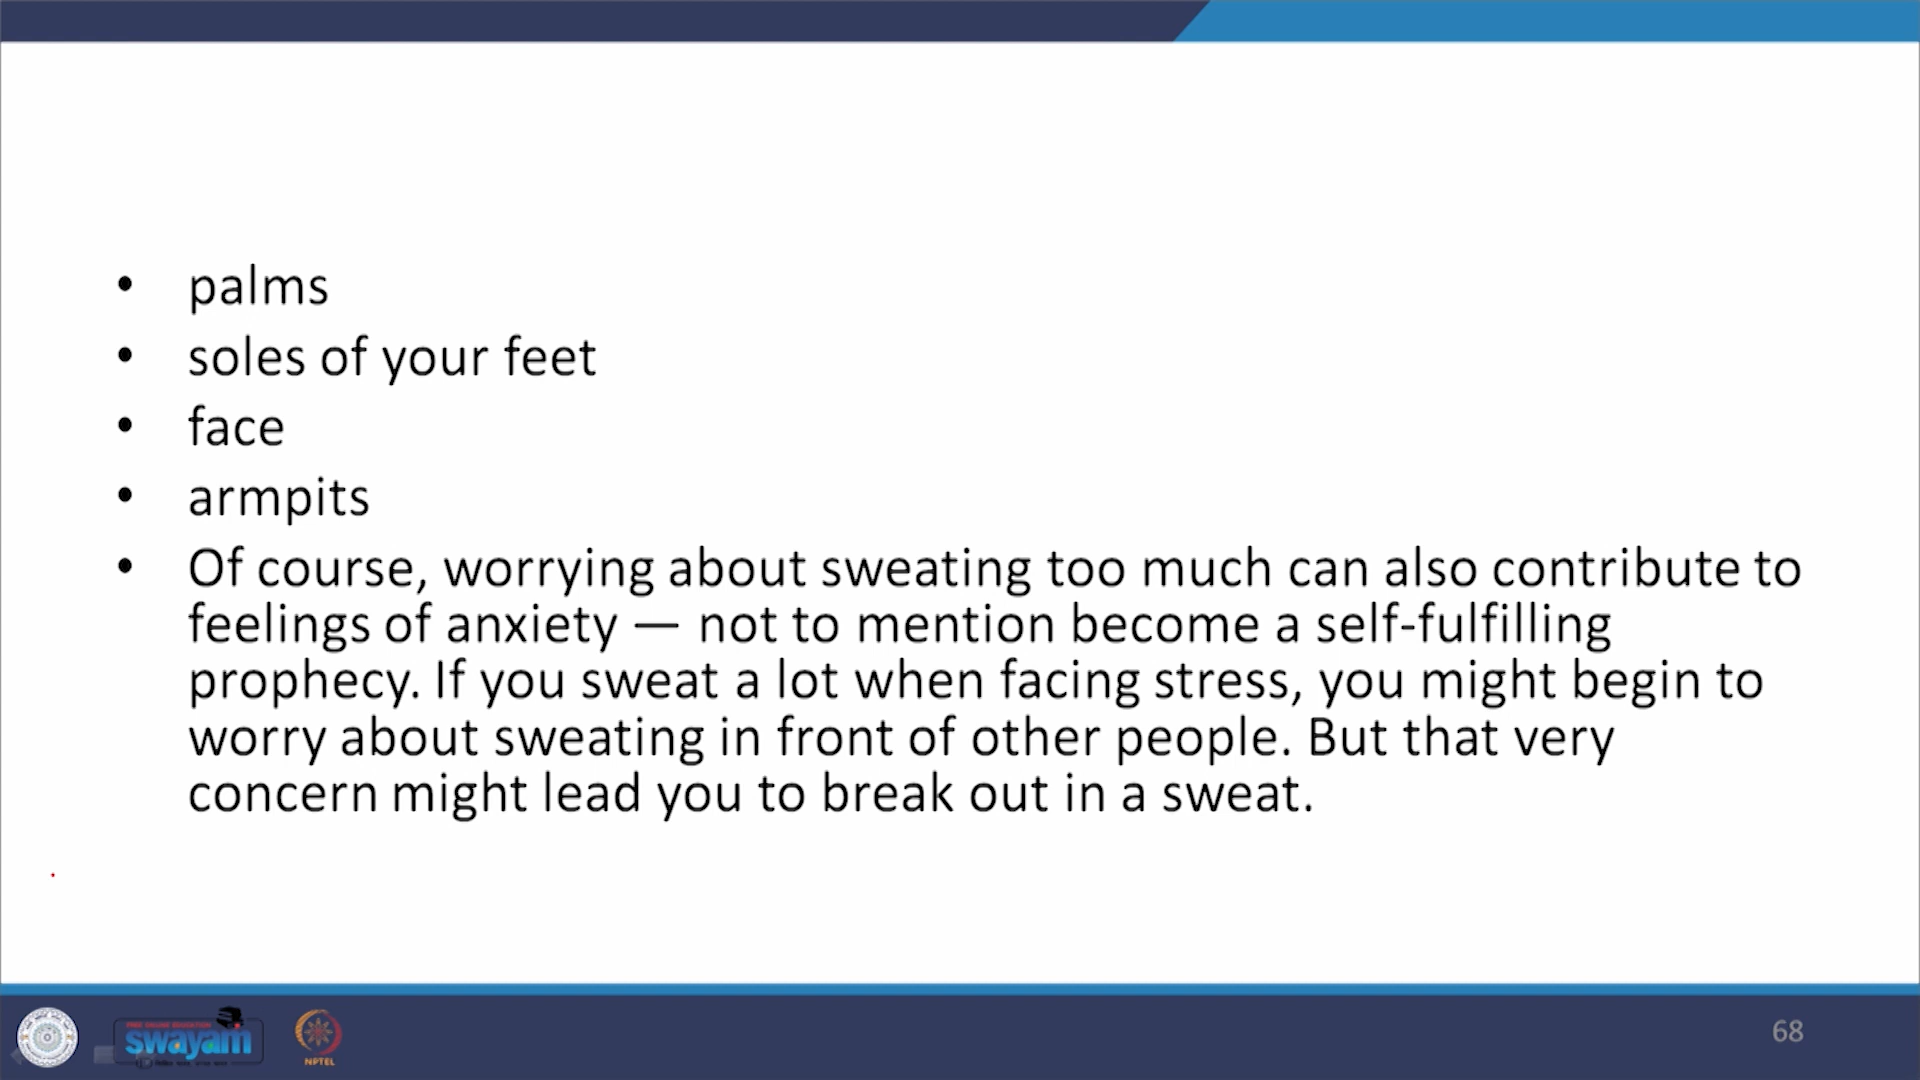 • palms
• soles of your feet
• face
• armpits
• Of course, worrying about sweating too much can also contribute to
feelings of anxiety — not to mention become a self-fulfilling
prophecy. If you sweat a lot when facing stress, you might begin to
worry about sweating in front of other people. But that very
concern might lead you to break out in a sweat.
FREE ONLINE EDUCATION
swayam
NPTEL
68